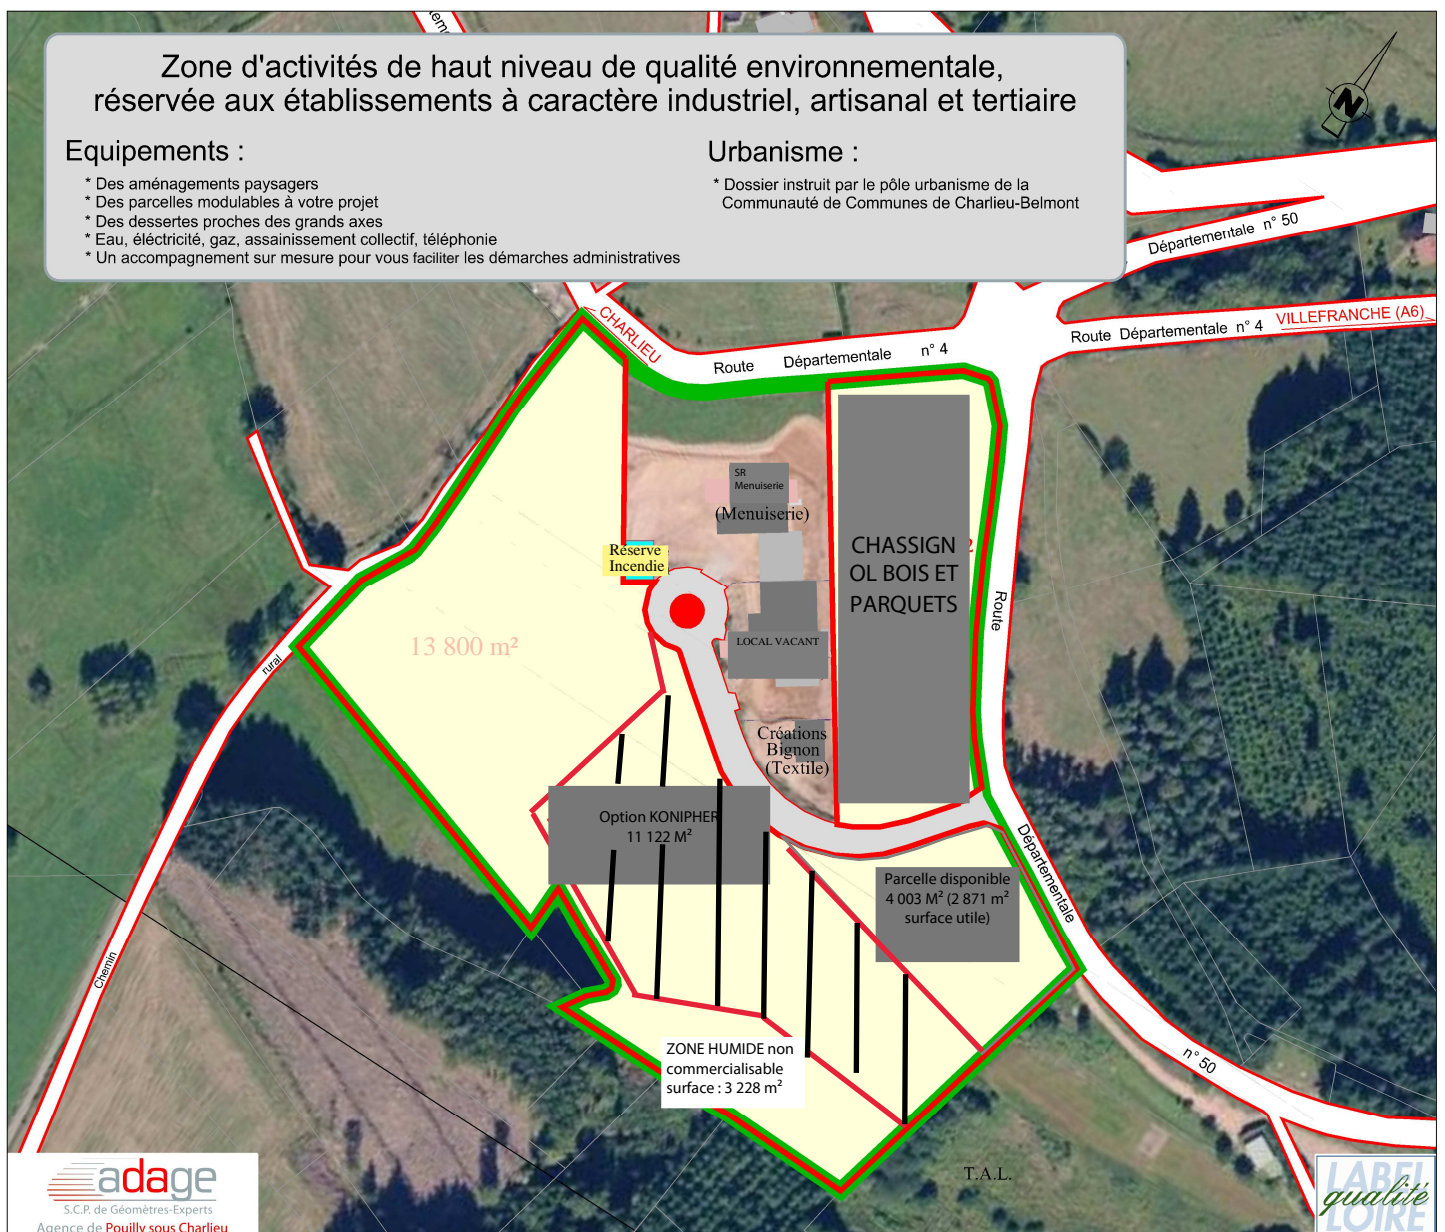 Zone d'activités de haut niveau de qualité environnementale,
réservée aux établissements à caractère industriel, artisanal et tertiaire
Equipements :
* Des aménagements paysagers
* Des parcelles modulables à votre projet
* Des dessertes proches des grands axes
* Eau, éléctricité, gaz, assainissement collectif, téléphonie
* Un accompagnement sur mesure pour vous faciliter les démarches administratives
Urbanisme :
* Dossier instruit par le pôle urbanisme de la
Communauté de Communes de Charlieu-Belmont
N
Départementale n° 50
Route Départementale n° 4
VILLEFRANCHE (A6)
CHARLIEU
Route Départementale n° 4
SR
Menuiserie
(Menuiserie)
Réserve
Incendie
CHASSIGN
OL BOIS ET
PARQUETS
2
Route
13 800 m²
LOCAL VACANT
rural
Créations
Bignon
(Textile)
Option KONIPHER
11 122 M²
Départementale
Parcelle disponible
4 003 M² (2 871 m²
surface utile)
Chemin
ZONE HUMIDE non
commercialisable
surface : 3 228 m²
n° 50
T.A.L.
adage
S.C.P. de Géomètres-Experts
Agence de Pouilly sous Charlieu
LABEL
qualité
LOIRE